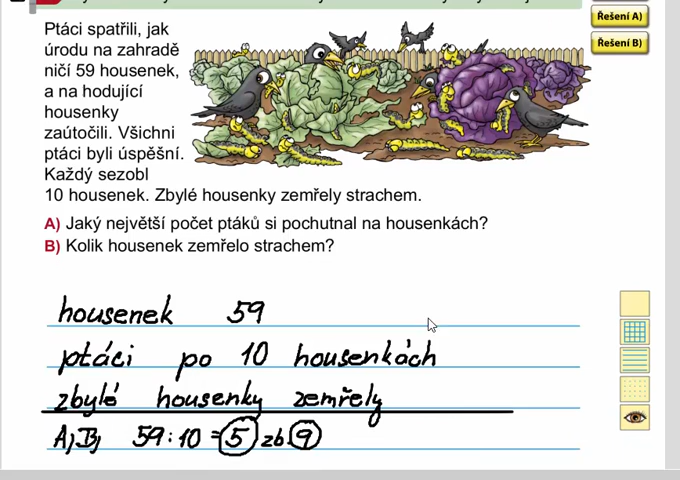 Řešení A)
Řešení B)
Ptáci spatřili, jak
úrodu na zahradě
ničí 59 housenek,
a na hodující
housenky
zaútočili. Všichni
ptáci byli úspěšní.
Každý sezobl
10 housenek. Zbylé housenky zemřely strachem.
A) Jaký největší počet ptáků si pochutnal na housenkách?
B) Kolik housenek zemřelo strachem?
housenek 59
ptáci po 10 housenkách
zbylé housenky zemřely
A, B, 59 : 10 = 5 zb. 9